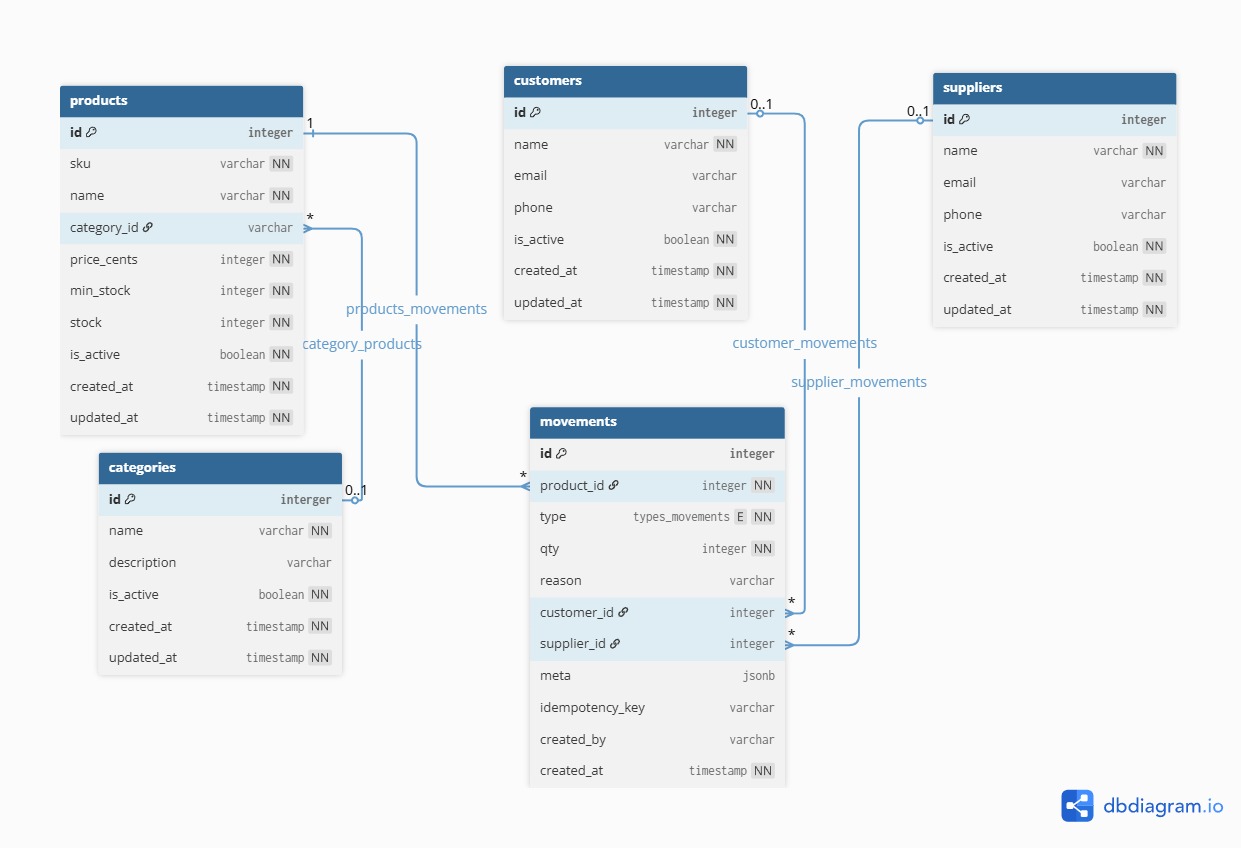 products
id integer
sku varchar NN
name varchar NN
category_id varchar
price_cents integer NN
min_stock integer NN
stock integer NN
is_active boolean NN
created_at timestamp NN
updated_at timestamp NN
1
*
products_movements
category_products
categories
id interger
name varchar NN
description varchar
is_active boolean NN
created_at timestamp NN
updated_at timestamp NN
0..1
customers
id integer
name varchar NN
email varchar
phone varchar
is_active boolean NN
created_at timestamp NN
updated_at timestamp NN
0..1
customer_movements
supplier_movements
suppliers
0..1
id integer
name varchar NN
email varchar
phone varchar
is_active boolean NN
created_at timestamp NN
updated_at timestamp NN
movements
id integer
*
product_id integer NN
type types_movements E NN
qty integer NN
reason varchar
customer_id integer
*
supplier_id integer
*
meta jsonb
idempotency_key varchar
created_by varchar
created_at timestamp NN
dbdiagram.io